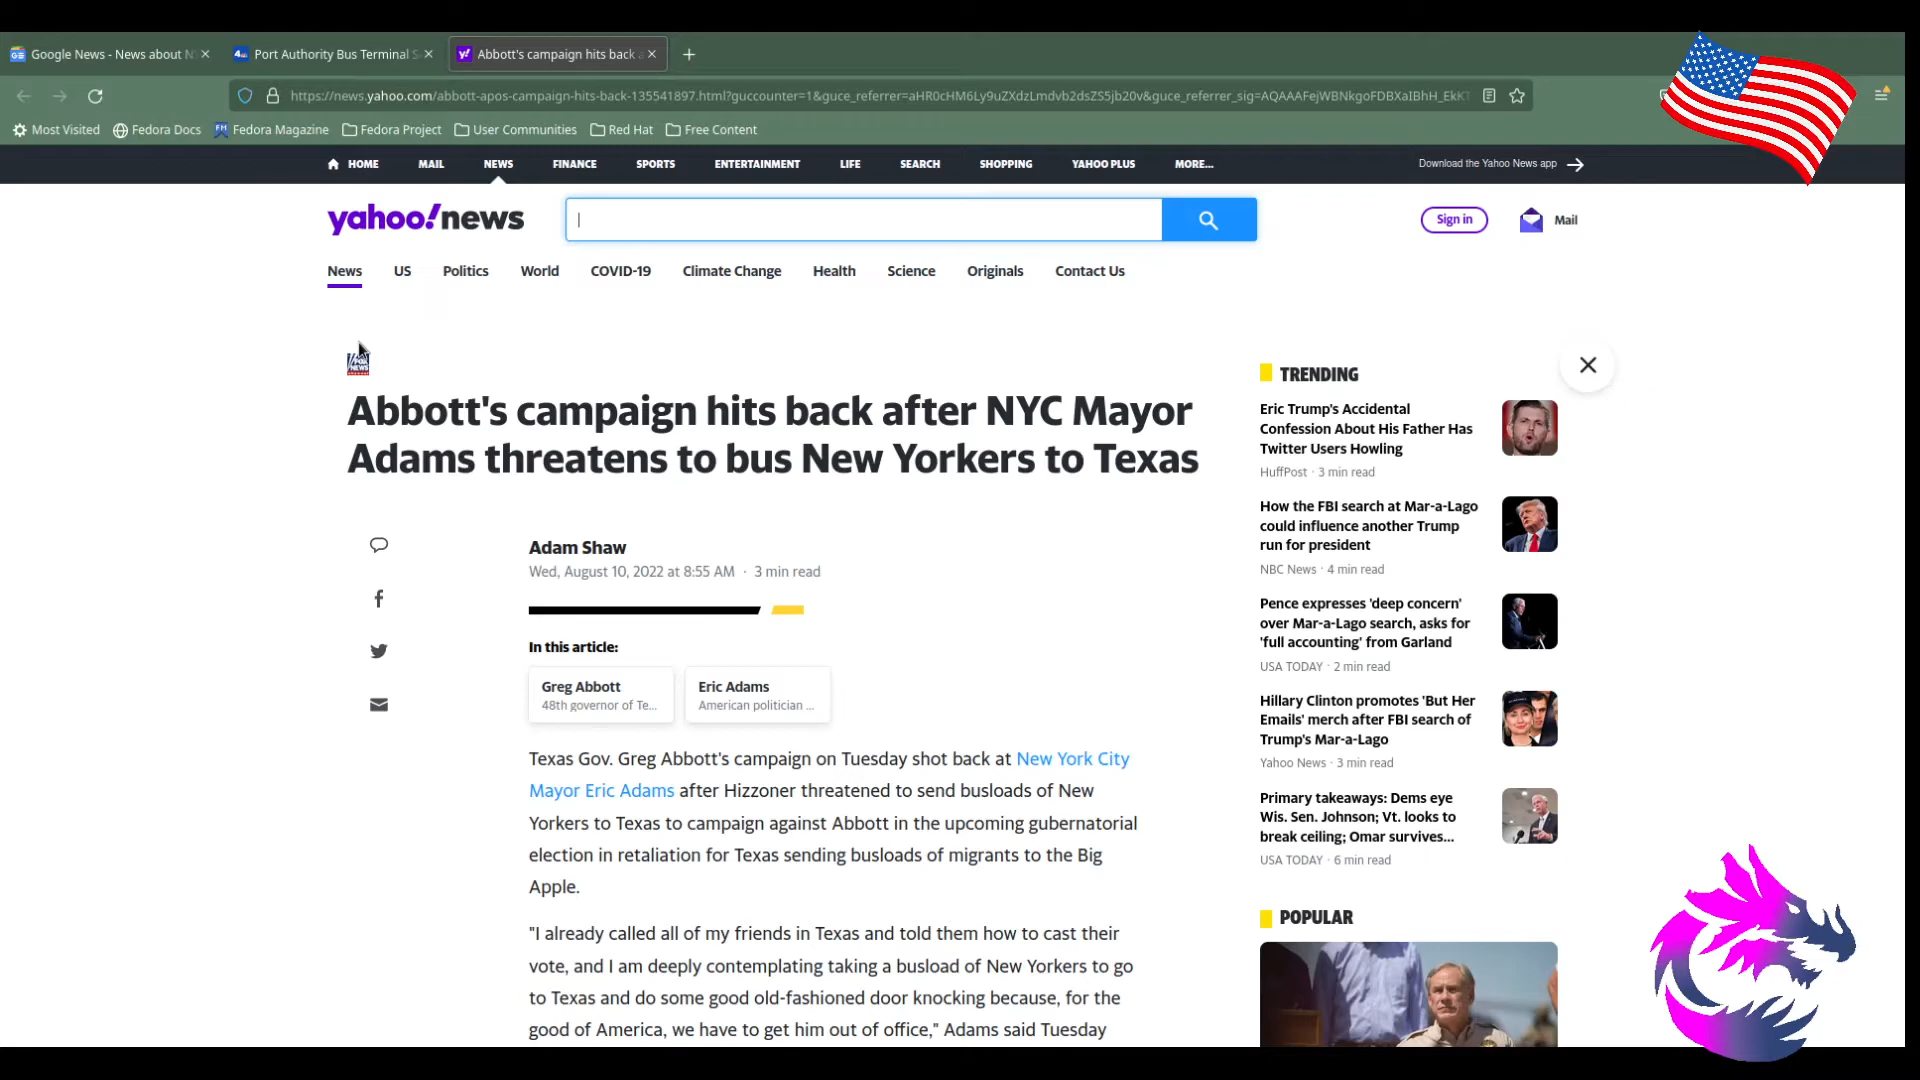 Google News - News about N
Port Authority Bus Terminal S
Abbott's campaign hits back a
https://news.yahoo.com/abbott-apos-campaign-hits-back-135541897.html?guccounter=1&guce_referrer=aHR0cHM6Ly9uZXdzLmdvb2dsZS5jb20v&guce_referrer_sig=AQAAAFejWBNkgoFDBXaIBhH_EkKT
Most Visited Fedora Docs Fedora Magazine Fedora Project User Communities Red Hat Free Content
HOME MAIL NEWS FINANCE SPORTS ENTERTAINMENT LIFE SEARCH SHOPPING YAHOO PLUS MORE... Download the Yahoo News app
yahoo!news
Sign in
Mail
News US Politics World COVID-19 Climate Change Health Science Originals Contact Us
FOX
NEWS
Abbott's campaign hits back after NYC Mayor
Adams threatens to bus New Yorkers to Texas
Adam Shaw
Wed, August 10, 2022 at 8:55 AM · 3 min read
In this article:
Greg Abbott
48th governor of Te...
Eric Adams
American politician ...
Texas Gov. Greg Abbott's campaign on Tuesday shot back at New York City
Mayor Eric Adams after Hizzoner threatened to send busloads of New
Yorkers to Texas to campaign against Abbott in the upcoming gubernatorial
election in retaliation for Texas sending busloads of migrants to the Big
Apple.
"I already called all of my friends in Texas and told them how to cast their
vote, and I am deeply contemplating taking a busload of New Yorkers to go
to Texas and do some good old-fashioned door knocking because, for the
good of America, we have to get him out of office," Adams said Tuesday
TRENDING
Eric Trump's Accidental
Confession About His Father Has
Twitter Users Howling
HuffPost · 3 min read
How the FBI search at Mar-a-Lago
could influence another Trump
run for president
NBC News · 4 min read
Pence expresses 'deep concern'
over Mar-a-Lago search, asks for
'full accounting' from Garland
USA TODAY · 2 min read
Hillary Clinton promotes 'But Her
Emails' merch after FBI search of
Trump's Mar-a-Lago
Yahoo News · 3 min read
Primary takeaways: Dems eye
Wis. Sen. Johnson; Vt. looks to
break ceiling; Omar survives...
USA TODAY · 6 min read
POPULAR